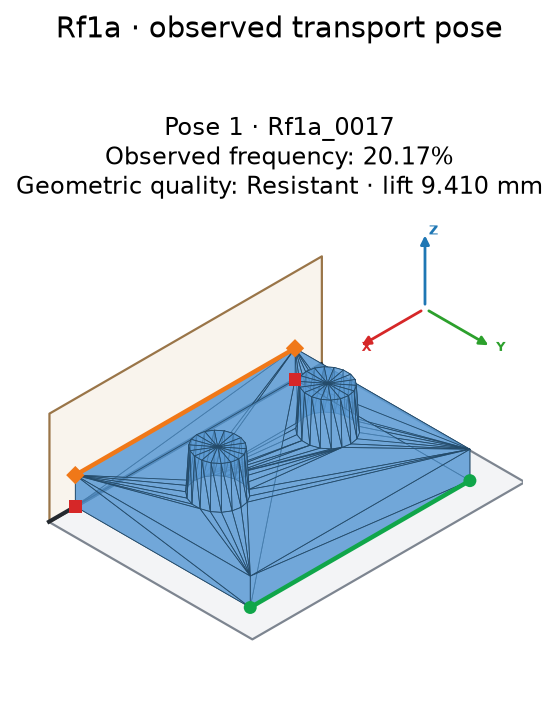 Rf1a · observed transport pose
Pose 1 · Rf1a_0017
Observed frequency: 20.17%
Geometric quality: Resistant · lift 9.410 mm
Z
X
Y